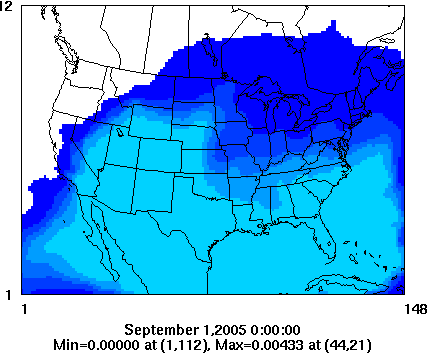 12
1
1
148
September 1,2005 0:00:00
Min=0.00000 at (1,112), Max=0.00433 at (44,21)